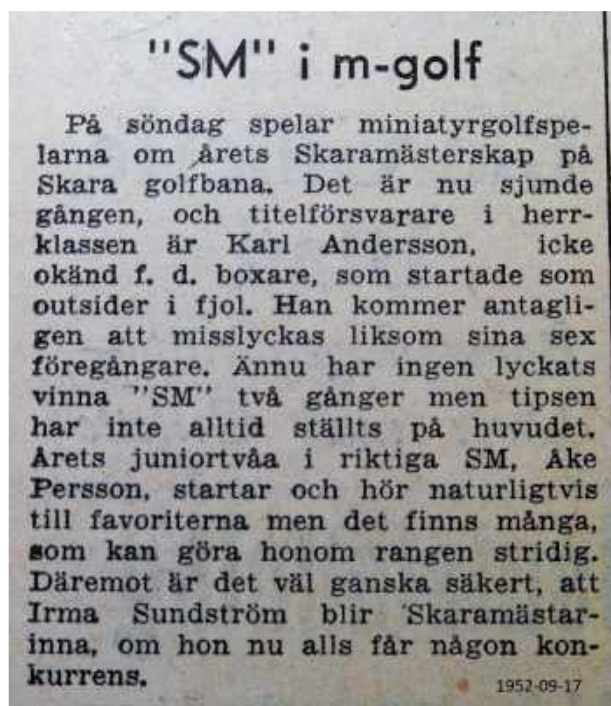 "SM" i m-golf
På söndag spelar miniatyrgolfspe-
larna om årets Skaramästerskap på
Skara golfbana. Det är nu sjunde
gången, och titelförsvarare i herr-
klassen är Karl Andersson, icke
okänd f. d. boxare, som startade som
outsider i fjol. Han kommer antagli-
gen att misslyckas liksom sina sex
föregångare. Ännu har ingen lyckats
vinna "SM" två gånger men tipsen
har inte alltid ställts på huvudet.
Årets juniortvåa i riktiga SM, Åke
Persson, startar och hör naturligtvis
till favoriterna men det finns många,
som kan göra honom rangen stridig.
Däremot är det väl ganska säkert, att
Irma Sundström blir Skaramästar-
inna, om hon nu alls får någon kon-
kurrens.
1952-09-17